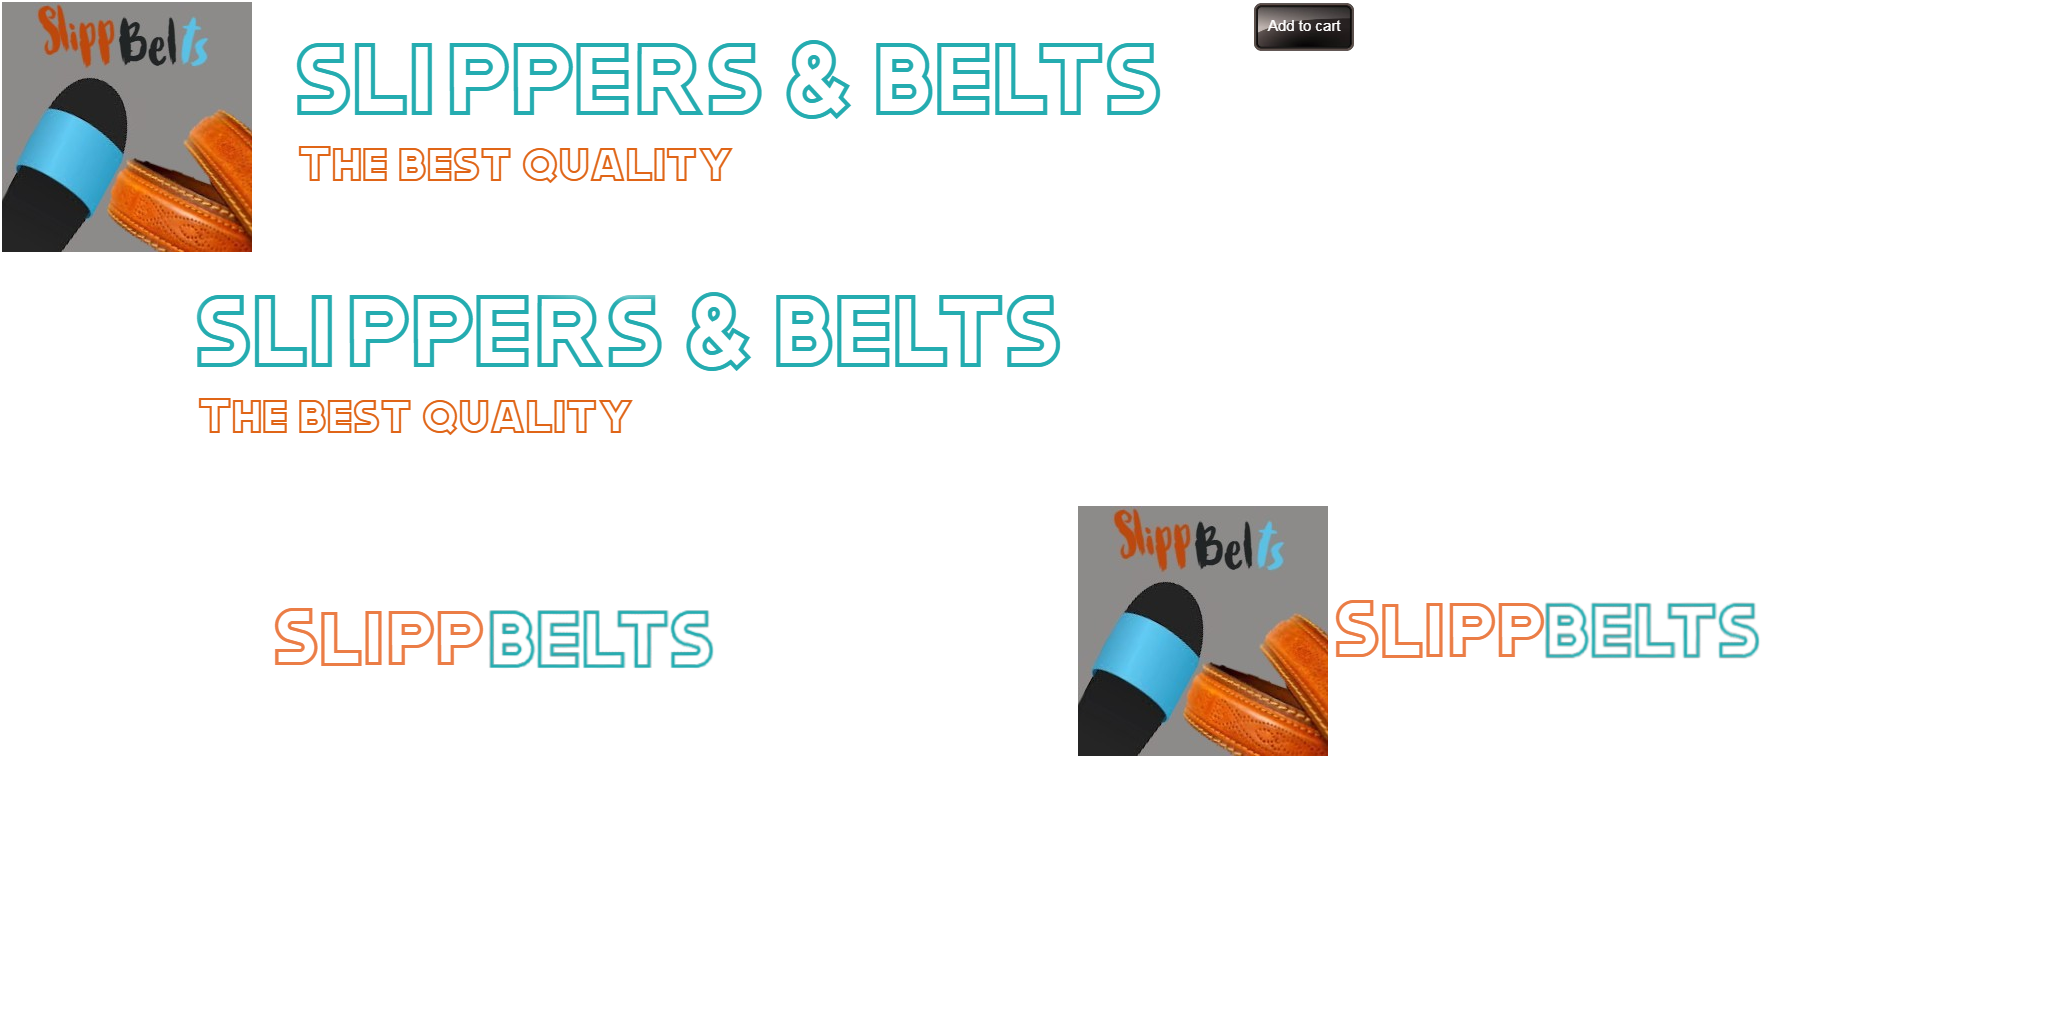 SlippBelts
SLIPPERS & BELTS
Add to cart
THE BEST QUALITY
SLIPPERS & BELTS
THE BEST QUALITY
SLIPPBELTS
SlippBelts
SLIPPBELTS